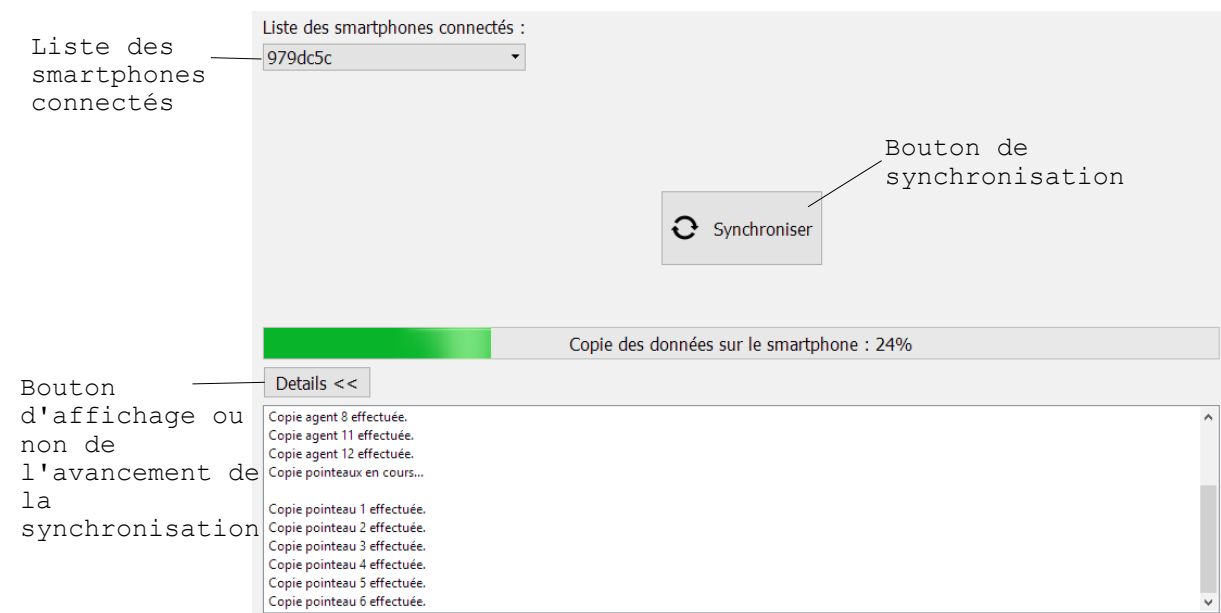 Liste des smartphones connectés :
Liste des
smartphones
connectés
979dc5c
Bouton de
synchronisation
Synchroniser
Copie des données sur le smartphone : 24%
Bouton
d'affichage ou
non de
l'avancement de
la
synchronisation
Details <<
Copie agent 8 effectuée.
Copie agent 11 effectuée.
Copie agent 12 effectuée.
Copie pointeaux en cours...
Copie pointeau 1 effectuée.
Copie pointeau 2 effectuée.
Copie pointeau 3 effectuée.
Copie pointeau 4 effectuée.
Copie pointeau 5 effectuée.
Copie pointeau 6 effectuée.